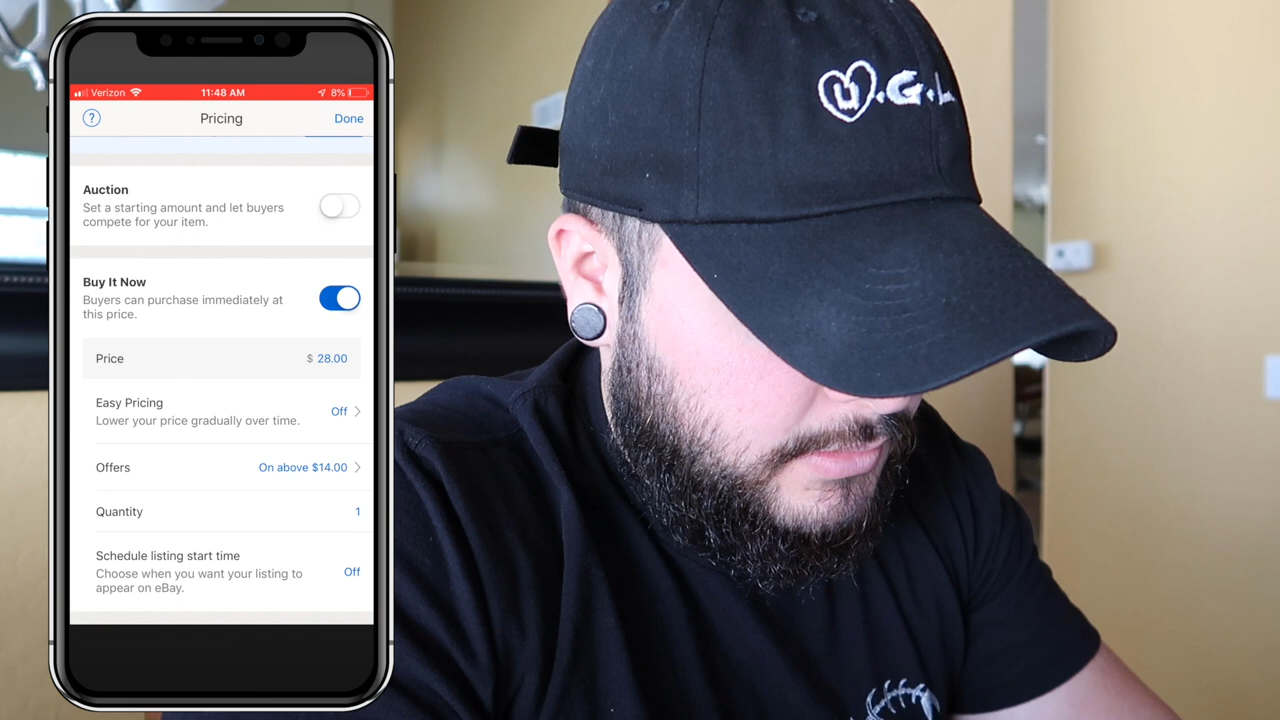 Verizon
11:48 AM
8%
?
Pricing
Done
Auction
Set a starting amount and let buyers
compete for your item.
Buy It Now
Buyers can purchase immediately at
this price.
Price
$ 28.00
Easy Pricing
Lower your price gradually over time.
Off
Offers
On above $14.00
Quantity
1
Schedule listing start time
Choose when you want your listing to
appear on eBay.
Off
u.G.L